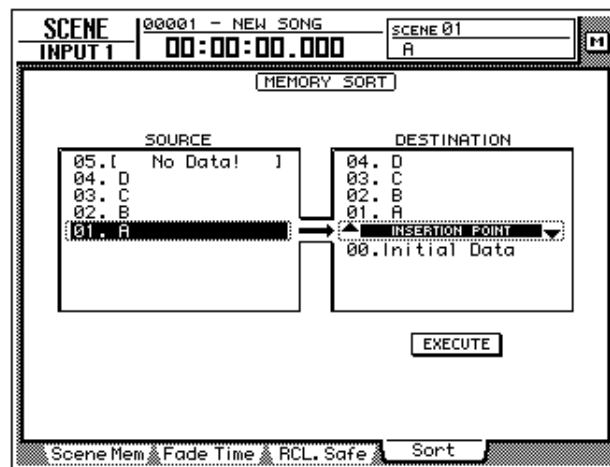 SCENE
INPUT 1
00001 - NEW SONG
00:00:00.000
SCENE 01
A
M
MEMORY SORT
SOURCE
05.[ No Data! ]
04. D
03. C
02. B
01. A
DESTINATION
04. D
03. C
02. B
01. A
INSERTION POINT
00.Initial Data
EXECUTE
Scene Mem
Fade Time
RCL. Safe
Sort